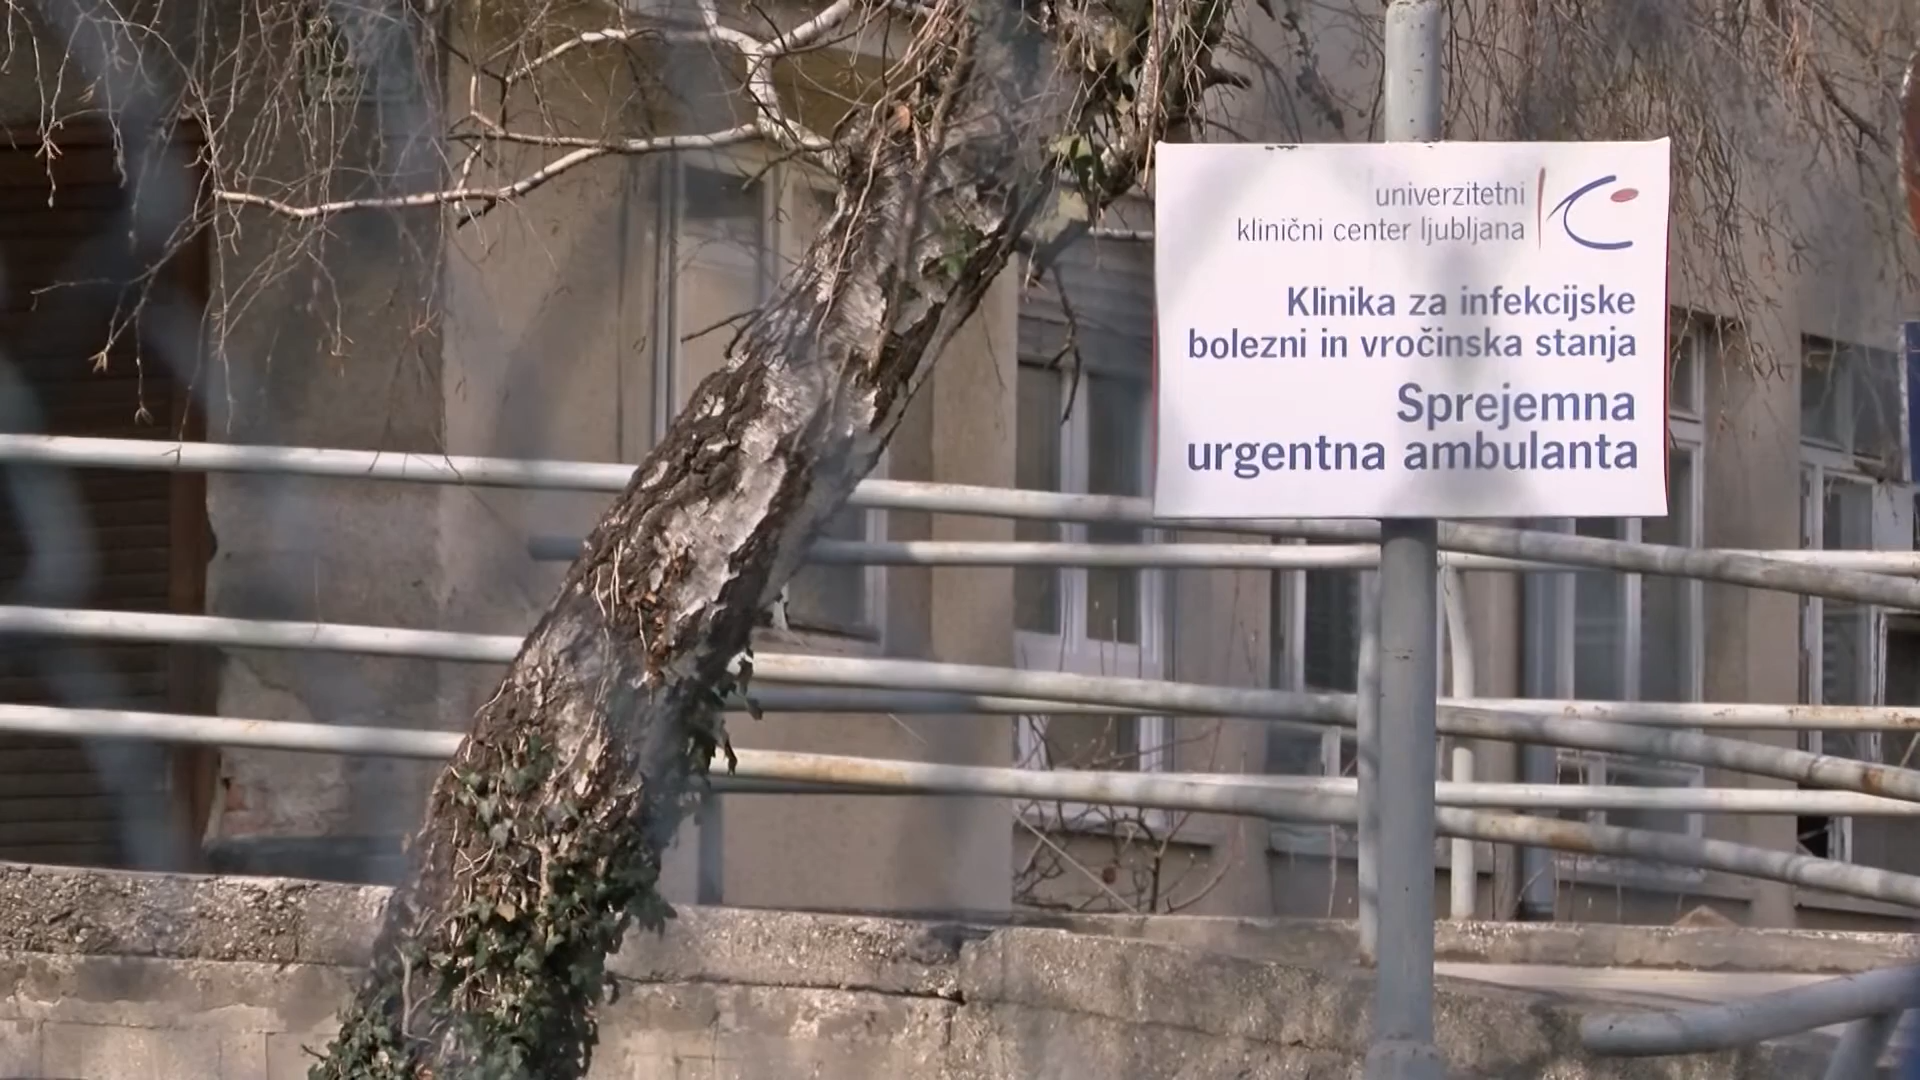 univerzitetni
klinični center ljubljana
Klinika za infekcijske
bolezni in vročinska stanja
Sprejemna
urgentna ambulanta